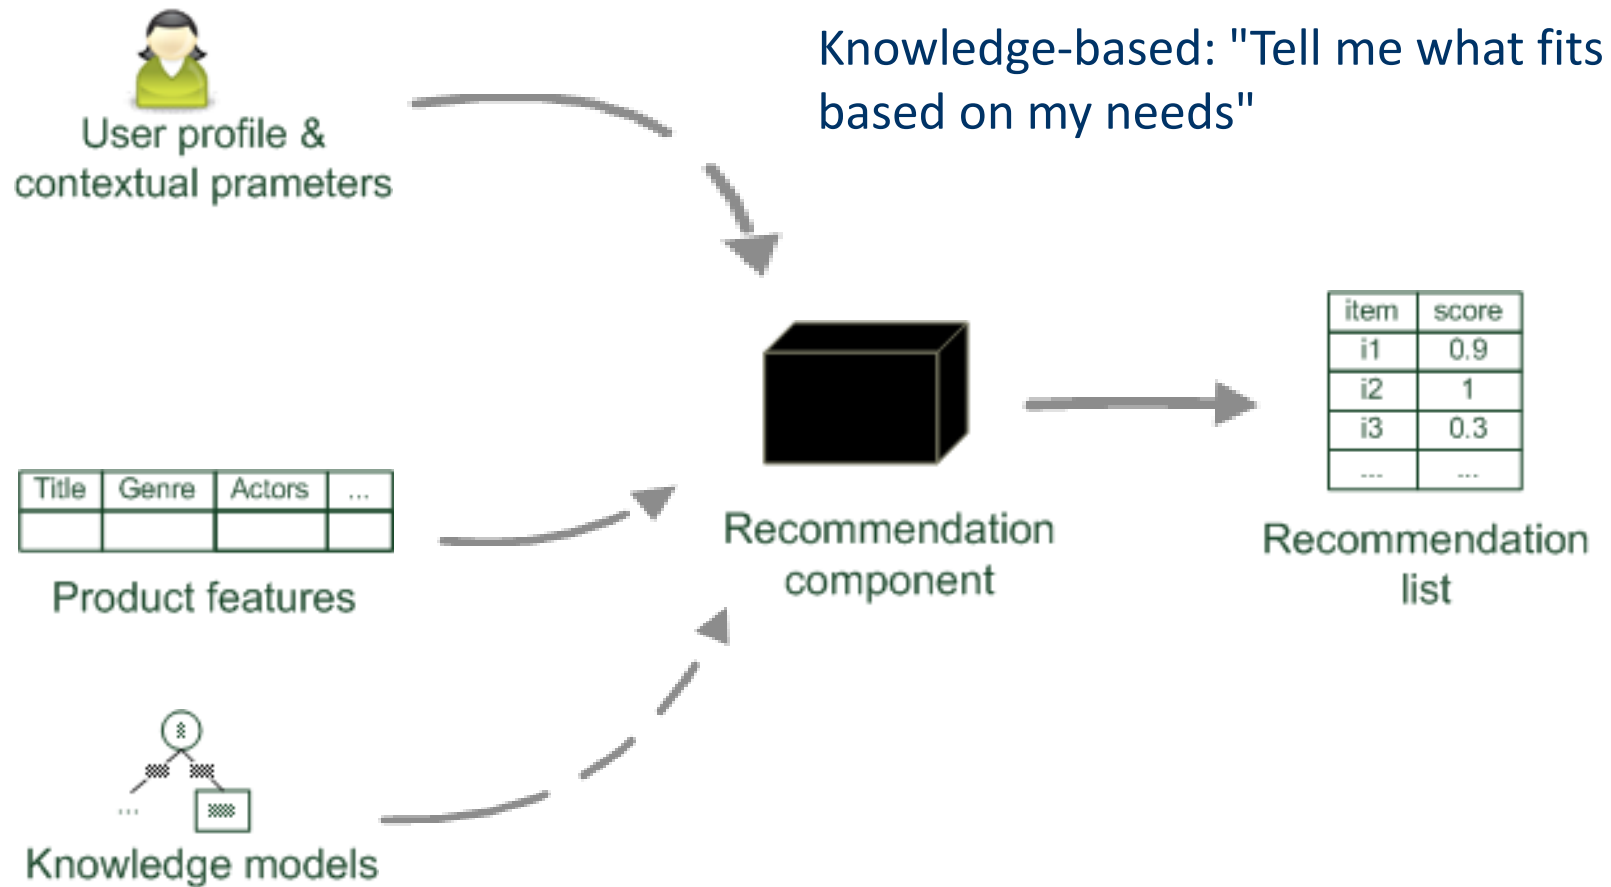 Knowledge-based: "Tell me what fits
based on my needs"
User profile &
contextual prameters
Title Genre Actors ...
Product features
Knowledge models
...
Recommendation
component
item score
i1 0.9
i2 1
i3 0.3
... ...
Recommendation
list